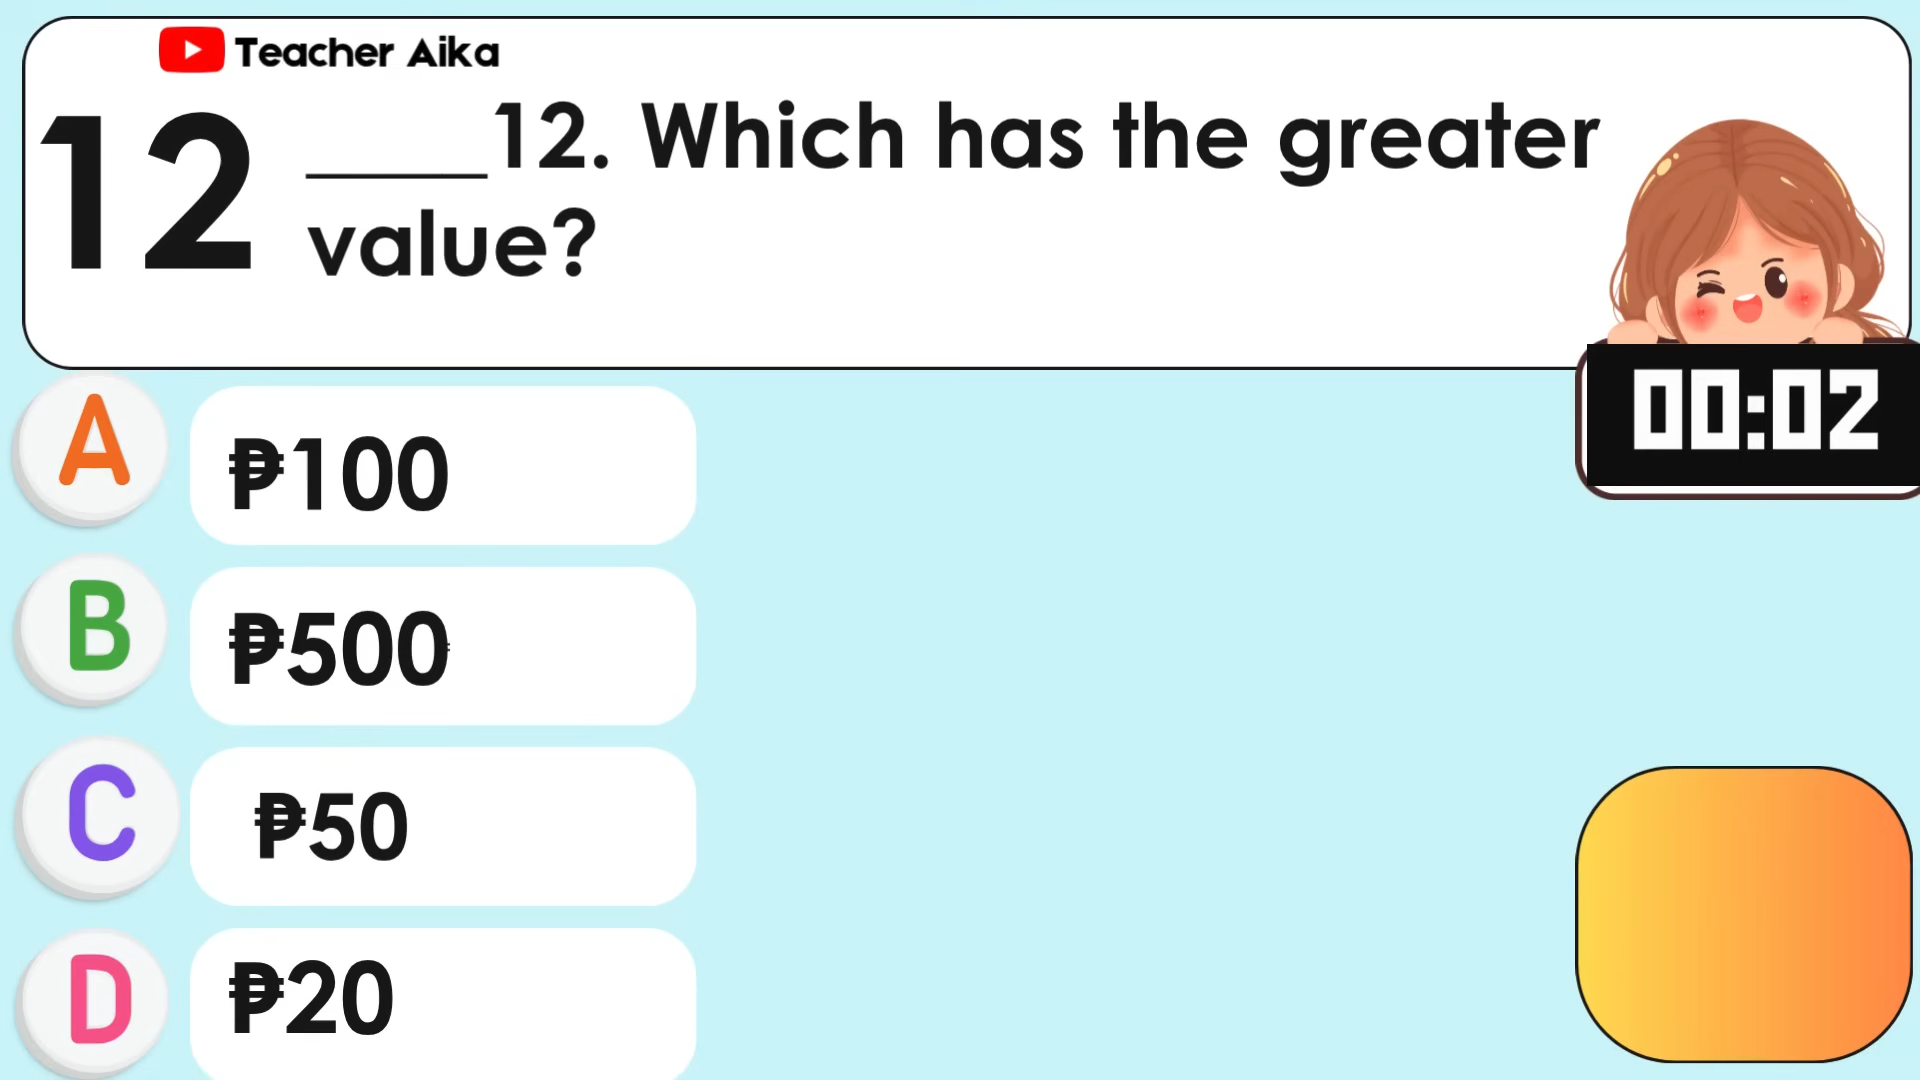 Teacher Aika
12
____12. Which has the greater
value?
00:02
A
₱100
B
₱500
C
₱50
D
₱20